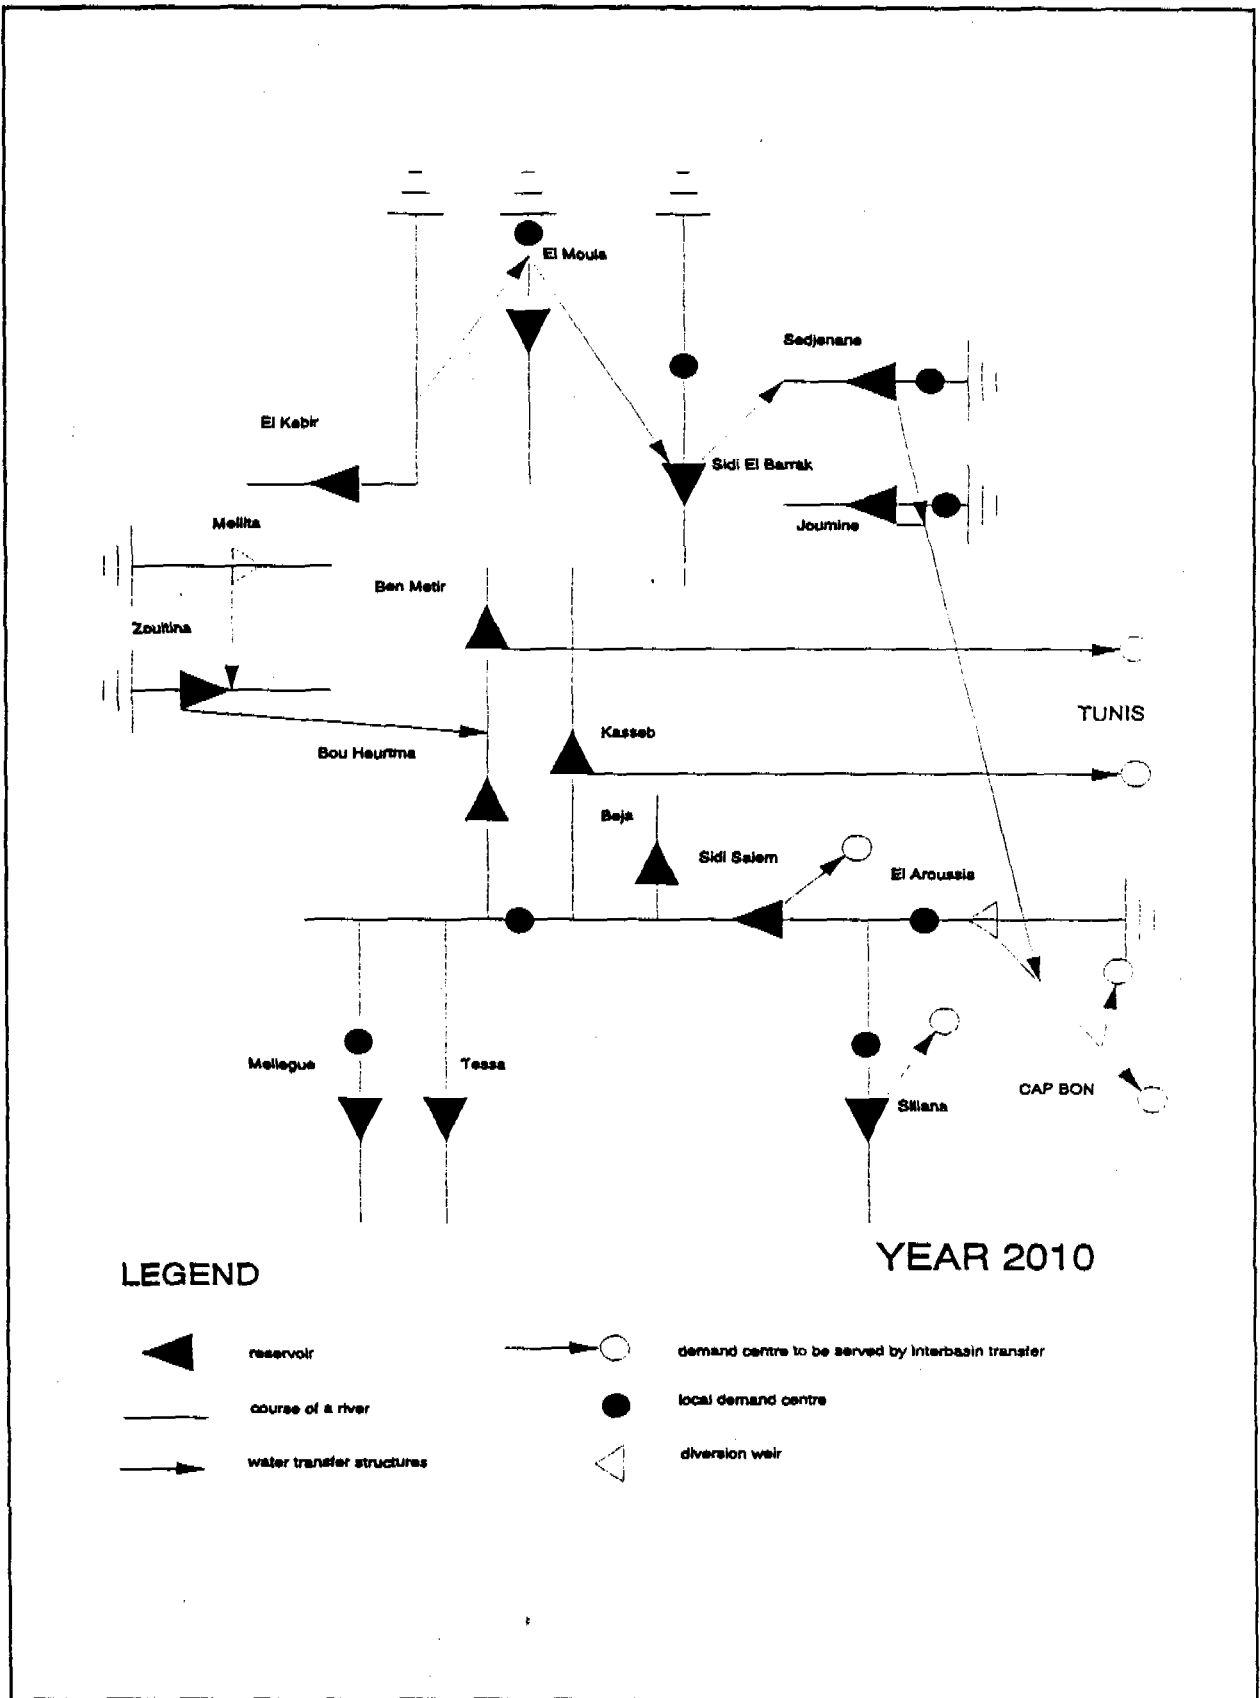 El Moula
Sedjenane
El Kebir
Sidi El Barrak
Mellita
Joumine
Ben Metir
Zouitina
TUNIS
Kasseb
Bou Heurtma
Beja
Sidi Salem
El Aroussia
Mellegue
Tessa
CAP BON
Siliana
YEAR 2010
LEGEND
reservoir
demand centre to be served by interbasin transfer
course of a river
local demand centre
water transfer structures
diversion weir